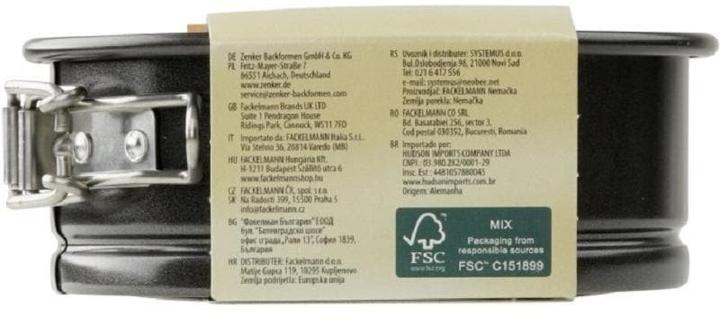 DE Zenker Backformen GmbH & Co. KG
PL Fritz-Mayer-Straße 7
86551 Aichach, Deutschland
www.zenker.de
service@zenker-backformen.com
GB Fackelmann Brands UK LTD
Suite 1 Pendragon House
Ridings Park, Cannock, WS11 7FD
IT Importato da: FACKELMANN Italia S.r.l.
Via Stelvio 36, 20814 Varedo (MB)
HU FACKELMANN Hungária Kft.
H-1211 Budapest Szállító utca 6
www.fackelmannshop.hu
CZ FACKELMANN ČR, spol. s r.o.
SK Na Radosti 399, 15500 Praha 5
info@fackelmann.cz
BG "Факелман България" ЕООД
бул. "Ботевградско шосе"
офис сграда „Рали 13", София 1839,
България
HR DISTRIBUTER: Fackelmann d.o.o.
Matije Gupca 119, 10295 Kupljenovo
Zemlja podrijetla: Europska unija
RS Uvoznik i distributer: SYSTEMUS d.o.o.
Bul.Oslobodjenja 98, 21000 Novi Sad
Tel: 021 6 417 556
e-mail: systemus@neobee.net
Proizvodjač: FACKELMANN Nemačka
Zemlja porekla: Nemačka
RO FACKELMANN CO SRL
Bd. Basarabiei 256, sector 3,
Cod postal 030352, Bucuresti, Romania
BR Importado por:
HUDSON IMPORTS COMPANY LTDA
CNPJ.: 03.980.282/0001-29
Insc. Est: 4481057880045
www.hudsonimports.com.br
Origem: Alemanha
MIX
Packaging from
responsible sources
FSC™ C151899
FSC
www.fsc.org